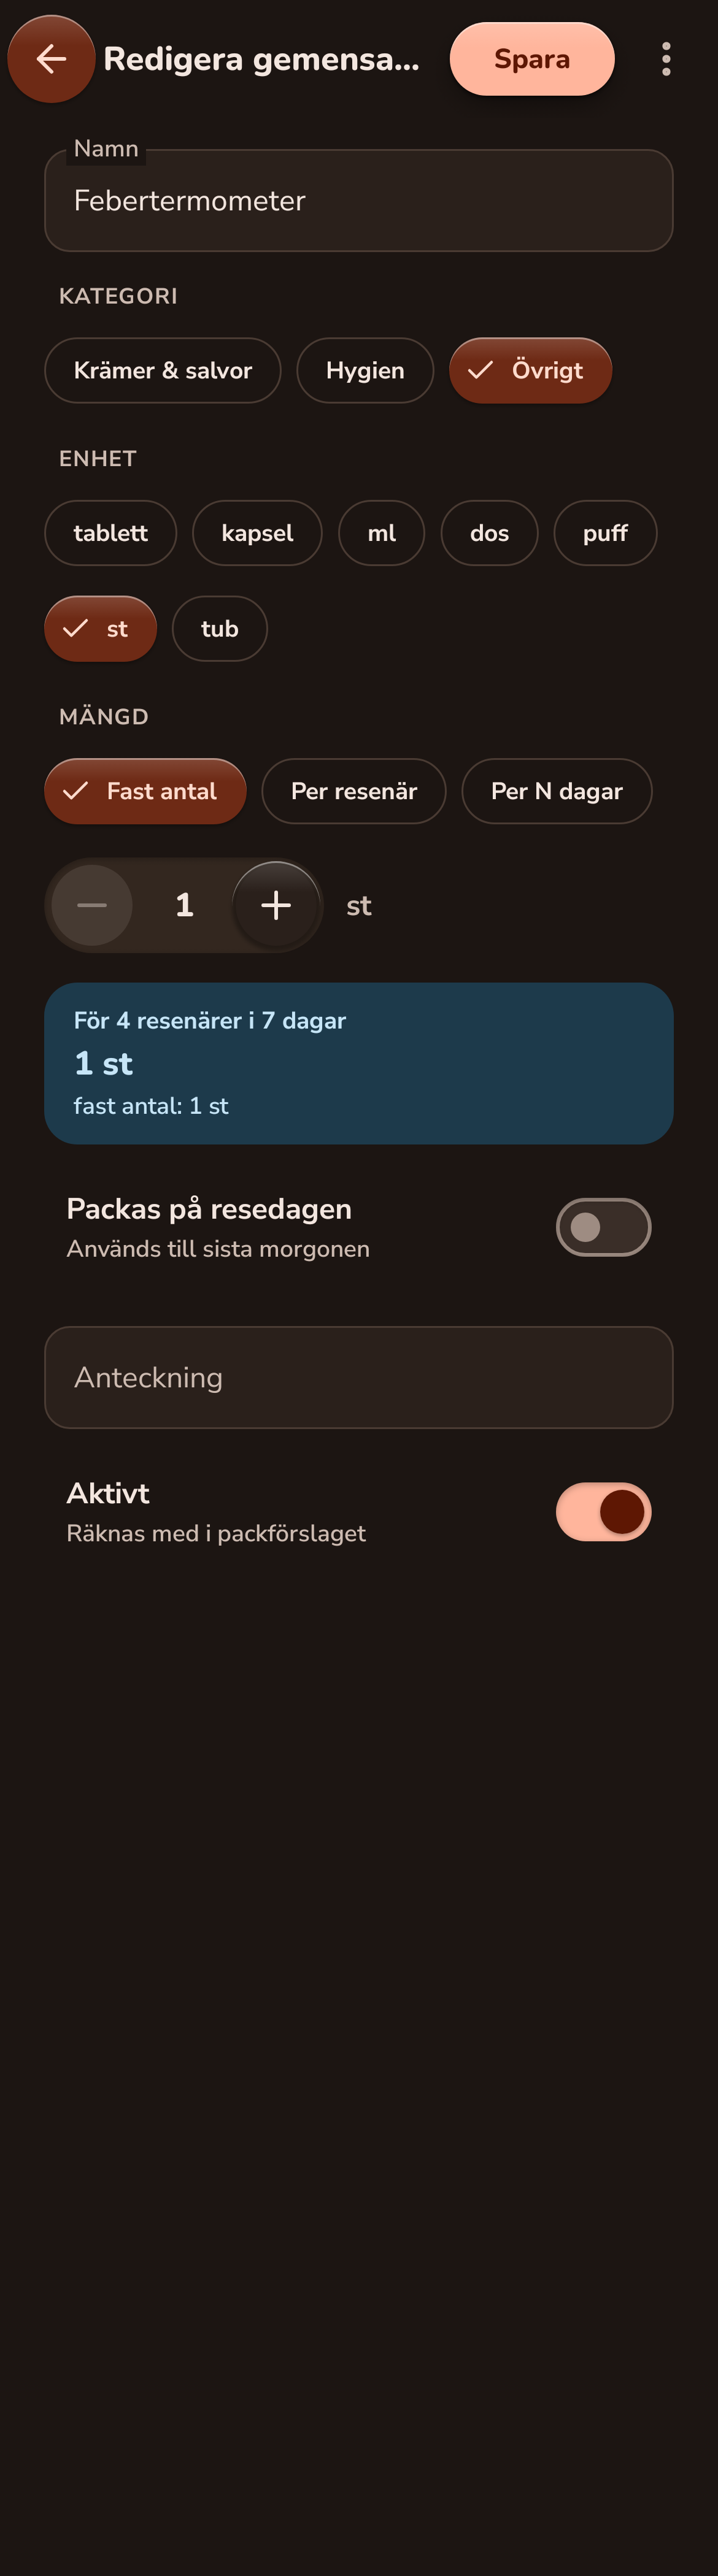 Redigera gemensa...
Spara
Namn
Febertermometer
KATEGORI
Krämer & salvor
Hygien
Övrigt
ENHET
tablett
kapsel
ml
dos
puff
st
tub
MÄNGD
Fast antal
Per resenär
Per N dagar
1
st
För 4 resenärer i 7 dagar
1 st
fast antal: 1 st
Packas på resedagen
Används till sista morgonen
Anteckning
Aktivt
Räknas med i packförslaget